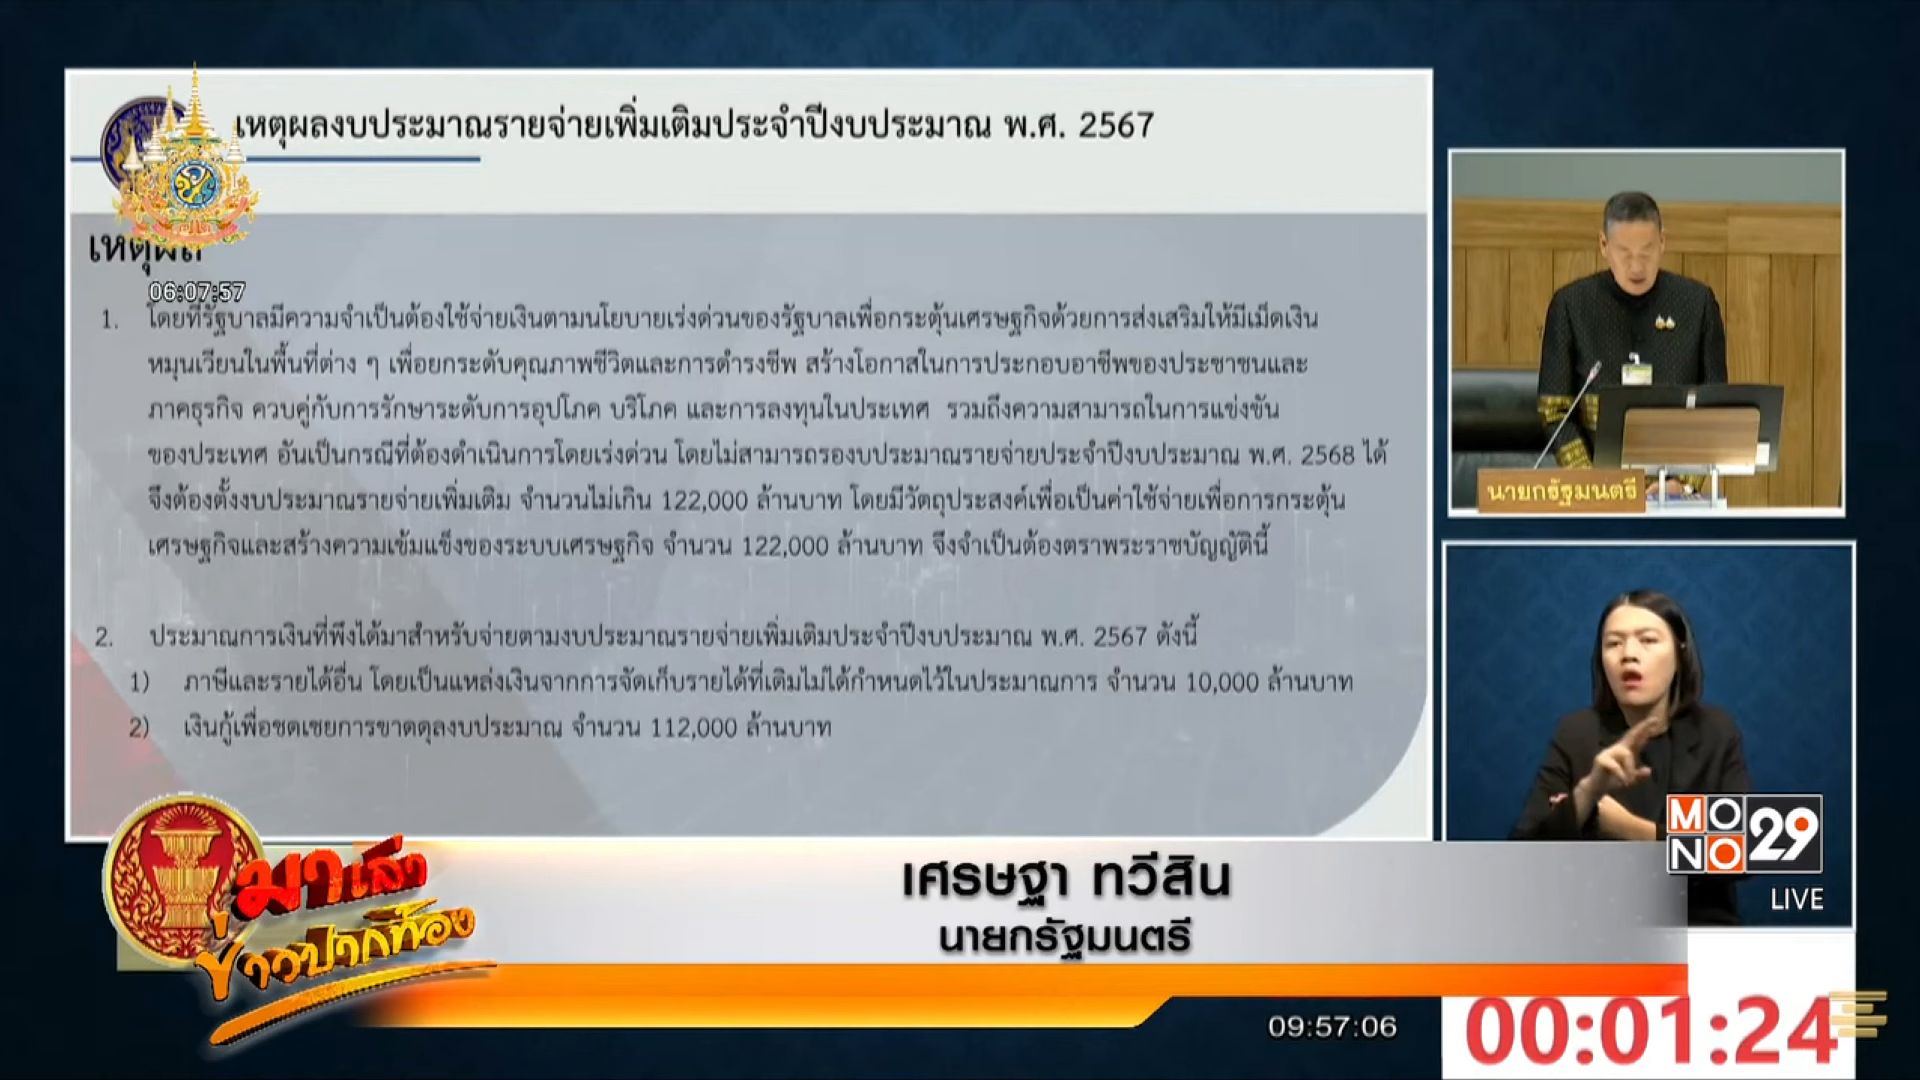 เหตุผลงบประมาณรายจ่ายเพิ่มเติมประจำปีงบประมาณ พ.ศ. 2567
เหตุผล
06:07:57
1. โดยที่รัฐบาลมีความจำเป็นต้องใช้จ่ายเงินตามนโยบายเร่งด่วนของรัฐบาลเพื่อกระตุ้นเศรษฐกิจด้วยการส่งเสริมให้มีเม็ดเงิน
หมุนเวียนในพื้นที่ต่าง ๆ เพื่อยกระดับคุณภาพชีวิตและการดำรงชีพ สร้างโอกาสในการประกอบอาชีพของประชาชนและ
ภาคธุรกิจ ควบคู่กับการรักษาระดับการอุปโภค บริโภค และการลงทุนในประเทศ รวมถึงความสามารถในการแข่งขัน
ของประเทศ อันเป็นกรณีที่ต้องดำเนินการโดยเร่งด่วน โดยไม่สามารถรองบประมาณรายจ่ายประจำปีงบประมาณ พ.ศ. 2568 ได้
จึงต้องตั้งงบประมาณรายจ่ายเพิ่มเติม จำนวนไม่เกิน 122,000 ล้านบาท โดยมีวัตถุประสงค์เพื่อเป็นค่าใช้จ่ายเพื่อการกระตุ้น
เศรษฐกิจและสร้างความเข้มแข็งของระบบเศรษฐกิจ จำนวน 122,000 ล้านบาท จึงจำเป็นต้องตราพระราชบัญญัตินี้
2. ประมาณการเงินที่พึงได้มาสำหรับจ่ายตามงบประมาณรายจ่ายเพิ่มเติมประจำปีงบประมาณ พ.ศ. 2567 ดังนี้
1) ภาษีและรายได้อื่น โดยเป็นแหล่งเงินจากการจัดเก็บรายได้ที่เดิมไม่ได้กำหนดไว้ในประมาณการ จำนวน 10,000 ล้านบาท
2) เงินกู้เพื่อชดเชยการขาดดุลงบประมาณ จำนวน 112,000 ล้านบาท
นายกรัฐมนตรี
MONO 29
LIVE
มาเร็ง
ข่าวปากท้อง
เศรษฐา ทวีสิน
นายกรัฐมนตรี
09:57:06
00:01:24